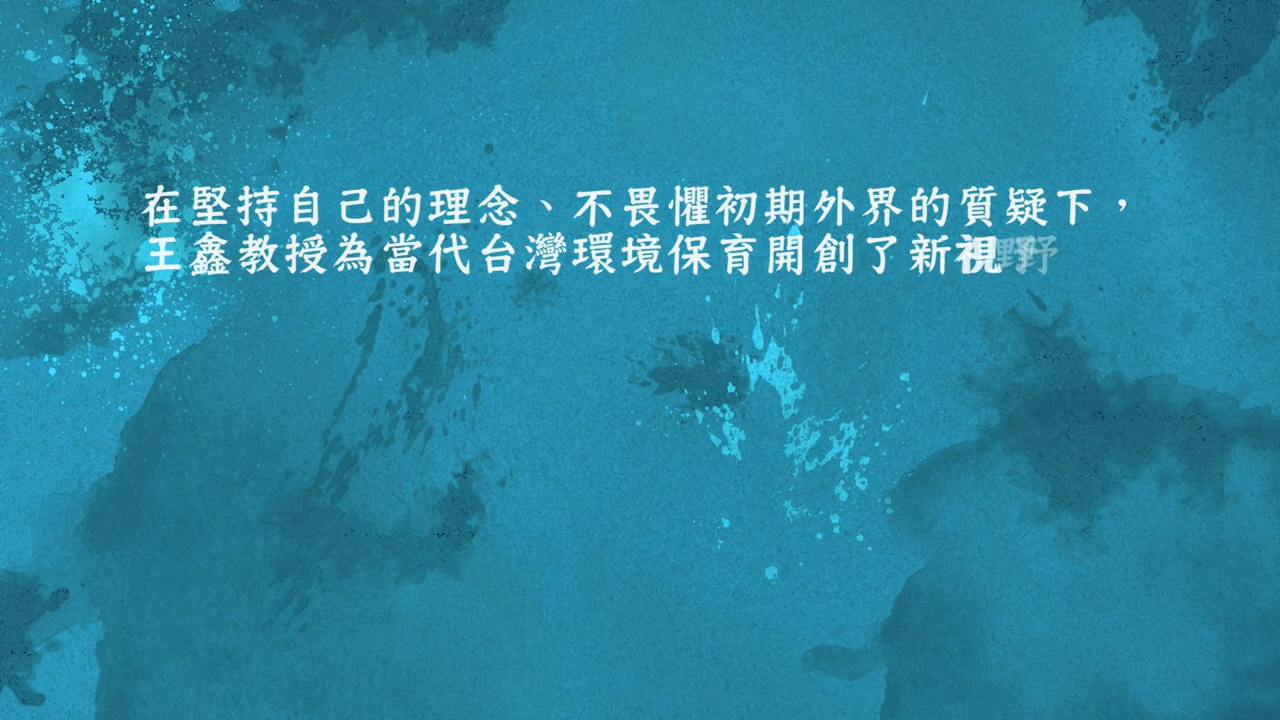 在堅持自己的理念、不畏懼初期外界的質疑下，
王鑫教授為當代台灣環境保育開創了新視野